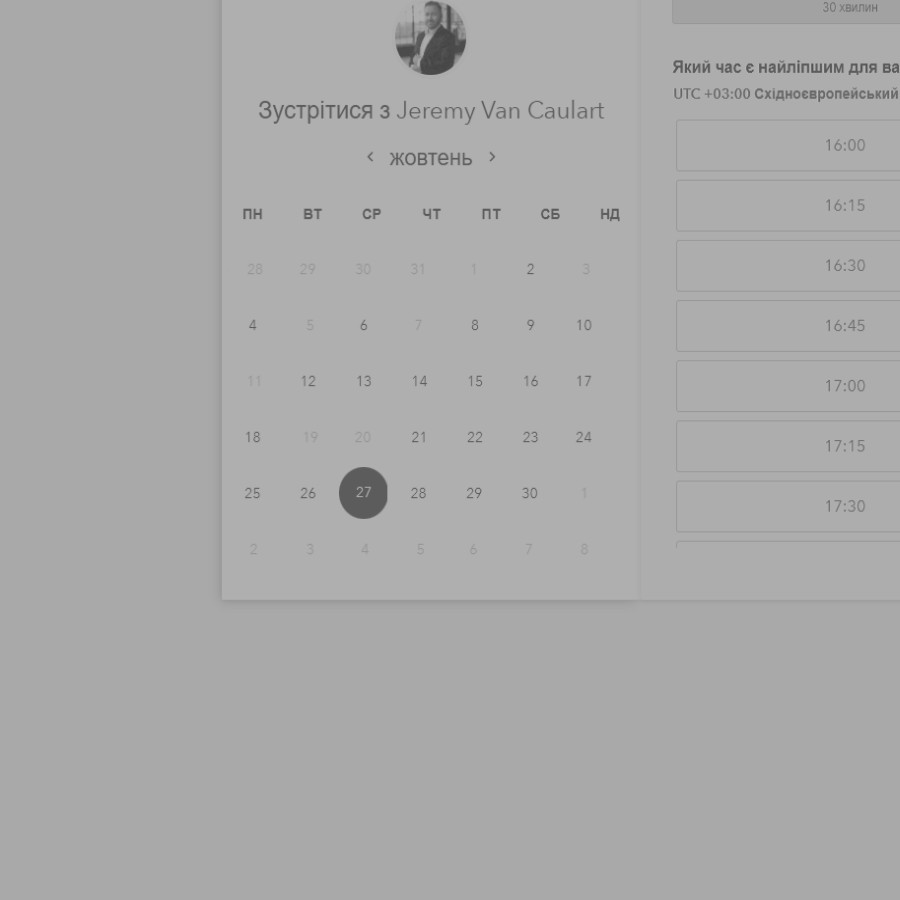 30 хвилин
Зустрітися з Jeremy Van Caulart
жовтень
ПН ВТ СР ЧТ ПТ СБ НД
28 29 30 31 1 2 3
4 5 6 7 8 9 10
11 12 13 14 15 16 17
18 19 20 21 22 23 24
25 26 27 28 29 30 1
2 3 4 5 6 7 8
Який час є найліпшим для ва
UTC +03:00 Східноєвропейський
16:00
16:15
16:30
16:45
17:00
17:15
17:30